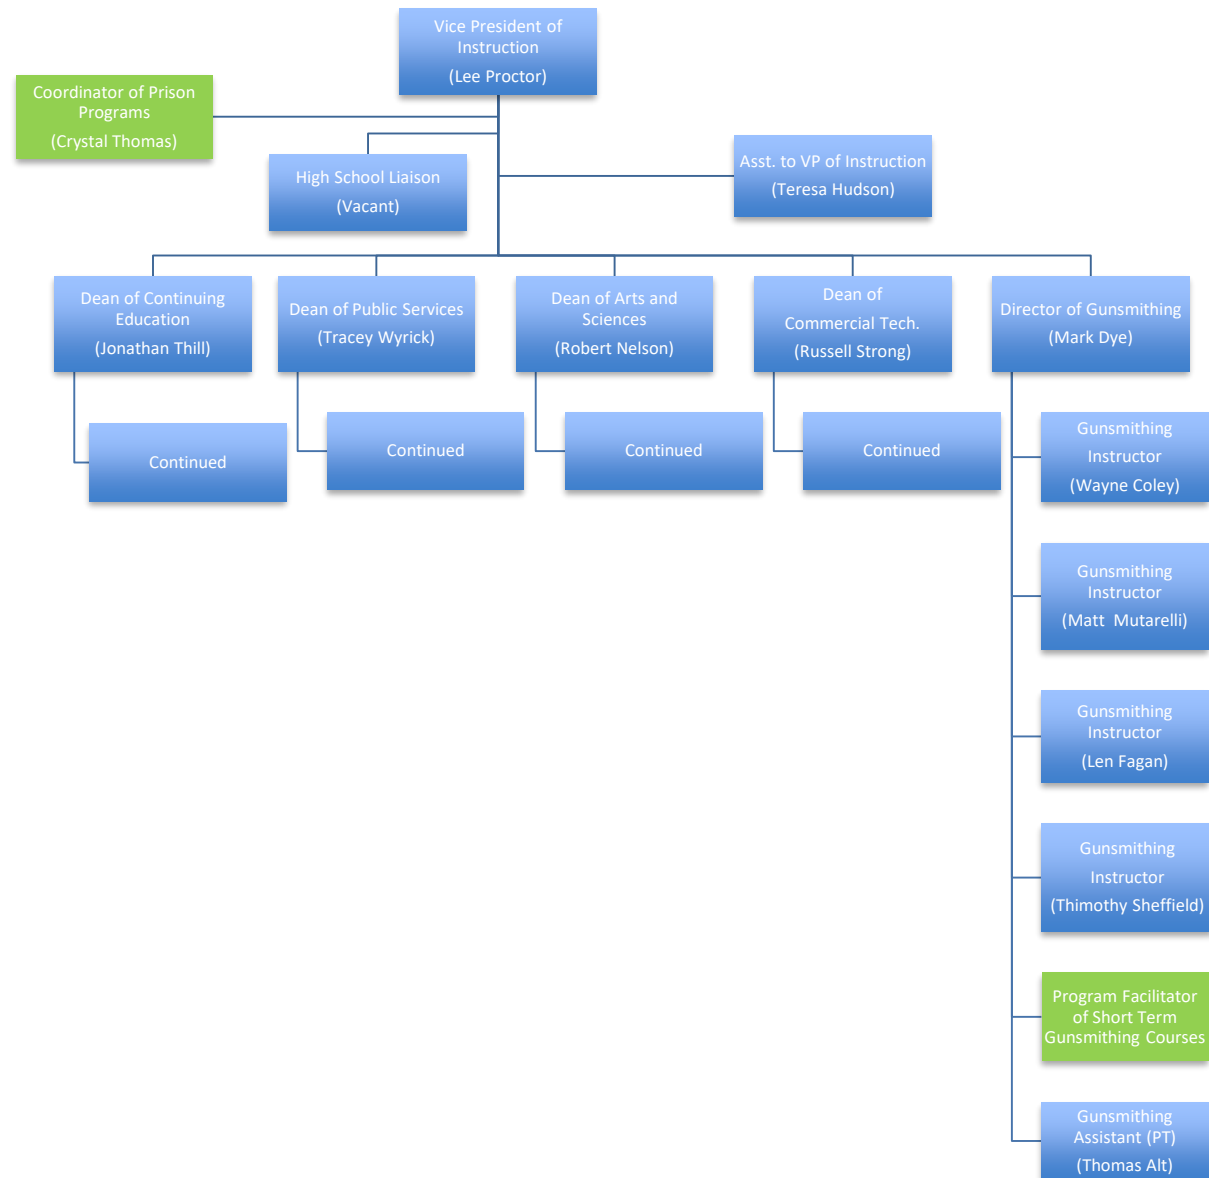 Vice President of
Instruction
(Lee Proctor)
Coordinator of Prison
Programs
(Crystal Thomas)
High School Liaison
(Vacant)
Asst. to VP of Instruction
(Teresa Hudson)
Dean of Continuing
Education
(Jonathan Thill)
Dean of Public Services
(Tracey Wyrick)
Dean of Arts and
Sciences
(Robert Nelson)
Dean of
Commercial Tech.
(Russell Strong)
Director of Gunsmithing
(Mark Dye)
Continued
Continued
Continued
Continued
Gunsmithing
Instructor
(Wayne Coley)
Gunsmithing
Instructor
(Matt  Mutarelli)
Gunsmithing
Instructor
(Len Fagan)
Gunsmithing
Instructor
(Thimothy Sheffield)
Program Facilitator
of Short Term
Gunsmithing Courses
Gunsmithing
Assistant (PT)
(Thomas Alt)